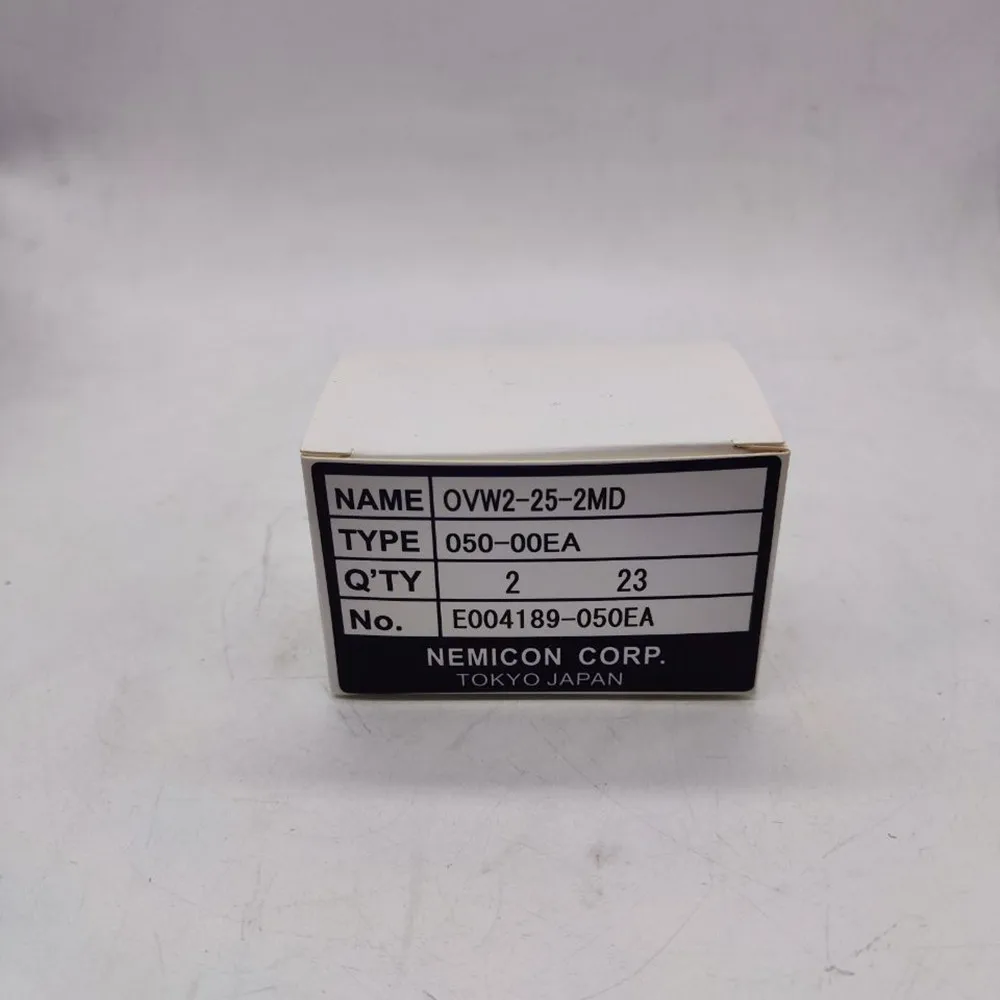 NAME OVW2-25-2MD
TYPE 050-00EA
Q'TY 2 23
No. E004189-050EA
NEMICON CORP.
TOKYO JAPAN